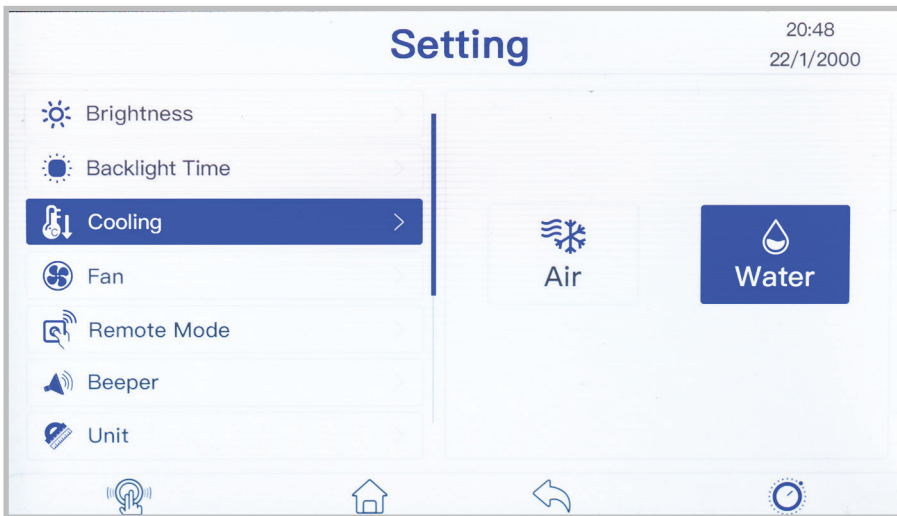 Setting
20:48
22/1/2000
Brightness
Backlight Time
Cooling
Fan
Remote Mode
Beeper
Unit
Air
Water